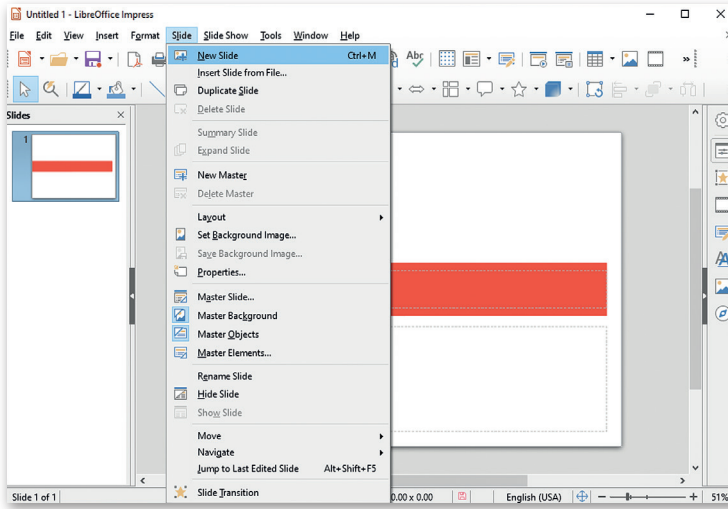 Untitled 1 - LibreOffice Impress
File Edit View Insert Format Slide Slide Show Tools Window Help
New Slide Ctrl+M
Insert Slide from File...
Duplicate Slide
Delete Slide
Summary Slide
Expand Slide
New Master
Delete Master
Layout
Set Background Image...
Save Background Image...
Properties...
Master Slide...
Master Background
Master Objects
Master Elements...
Rename Slide
Hide Slide
Show Slide
Move
Navigate
Jump to Last Edited Slide Alt+Shift+F5
Slide Transition
Slides
1
Slide 1 of 1
0.00 x 0.00
English (USA)
51%